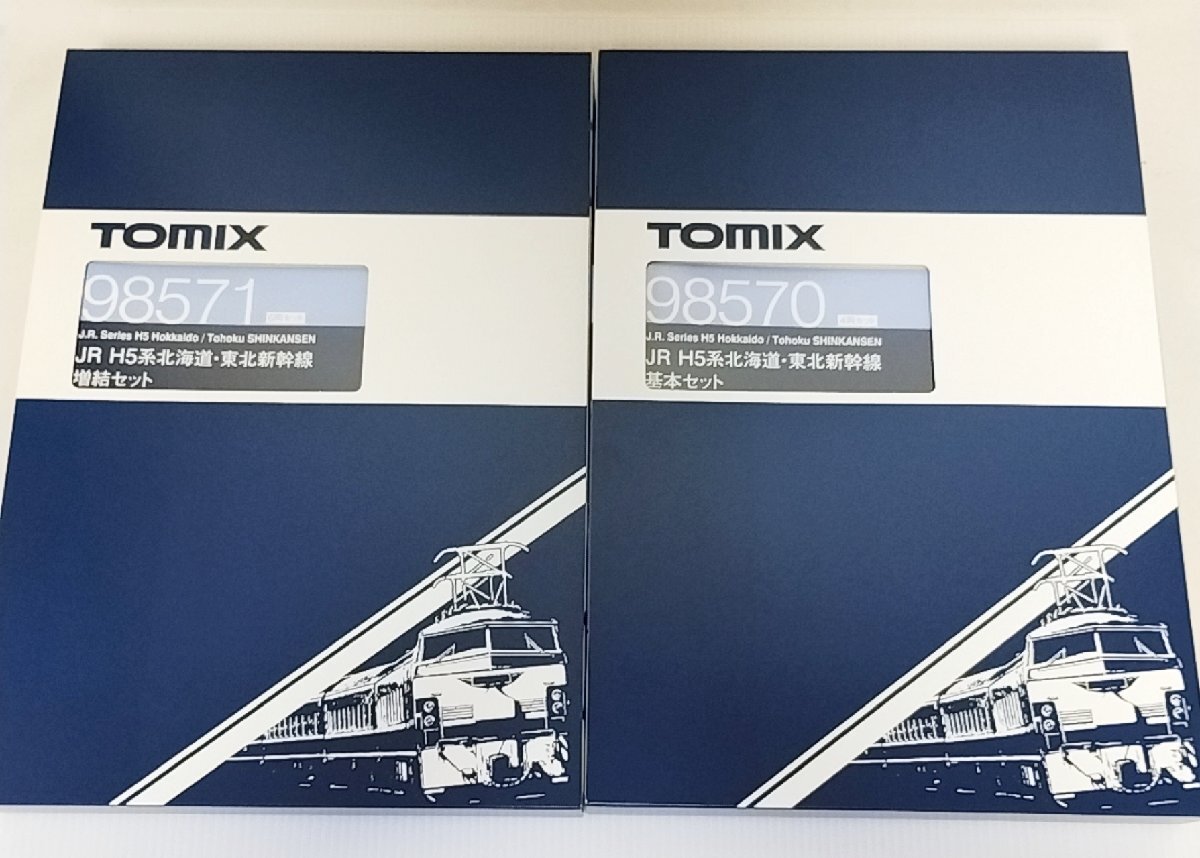 TOMIX
98571
J.R. Series H5 Hokkaido / Tohoku SHINKANSEN
JR H5系北海道・東北新幹線
増結セット
TOMIX
98570
J.R. Series H5 Hokkaido / Tohoku SHINKANSEN
JR H5系北海道・東北新幹線
基本セット